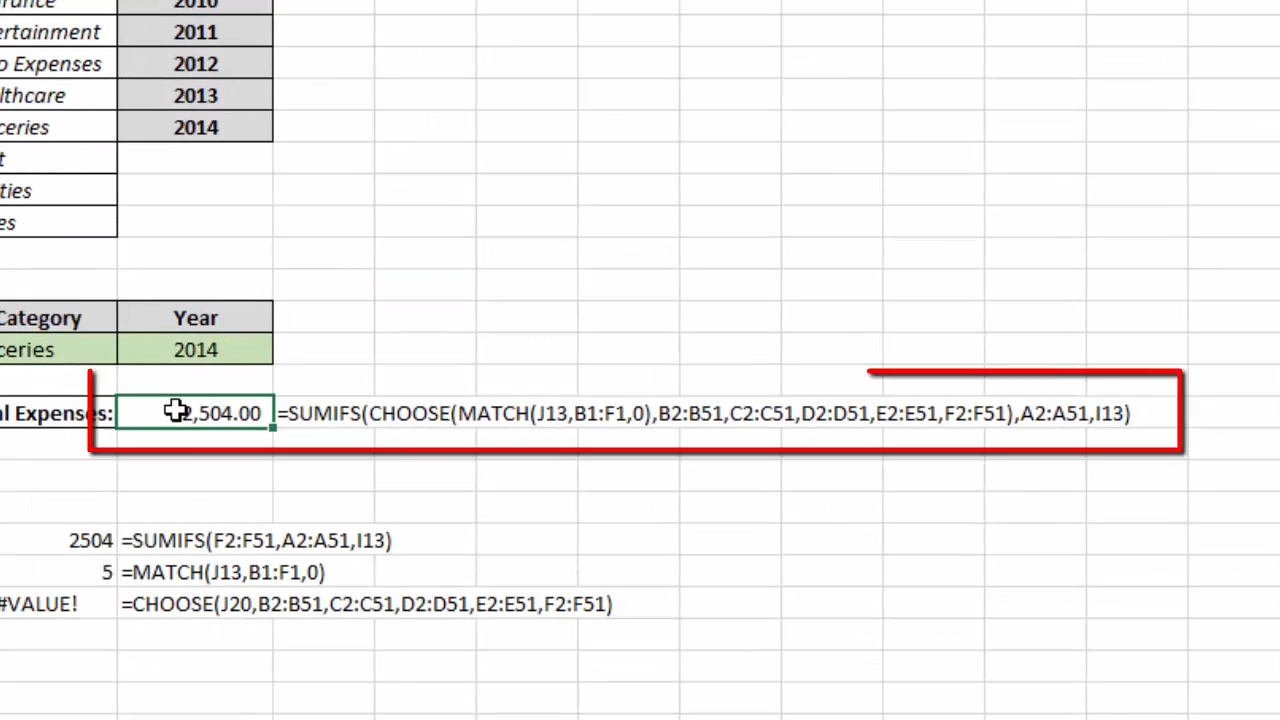 urance 2010
ertainment 2011
o Expenses 2012
lthcare 2013
ceries 2014
t
ties
es
Category Year
ceries 2014
al Expenses: 2,504.00 =SUMIFS(CHOOSE(MATCH(J13,B1:F1,0),B2:B51,C2:C51,D2:D51,E2:E51,F2:F51),A2:A51,I13)
2504 =SUMIFS(F2:F51,A2:A51,I13)
5 =MATCH(J13,B1:F1,0)
#VALUE! =CHOOSE(J20,B2:B51,C2:C51,D2:D51,E2:E51,F2:F51)